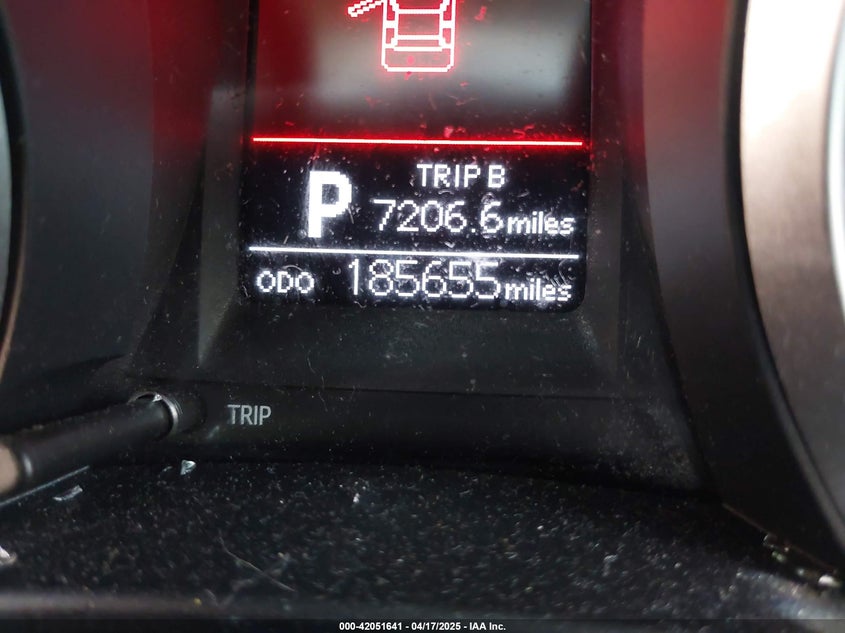 TRIP B
P 7206.6 miles
ODO 185655 miles
TRIP
000-42051641 - 04/17/2025 - IAA Inc.